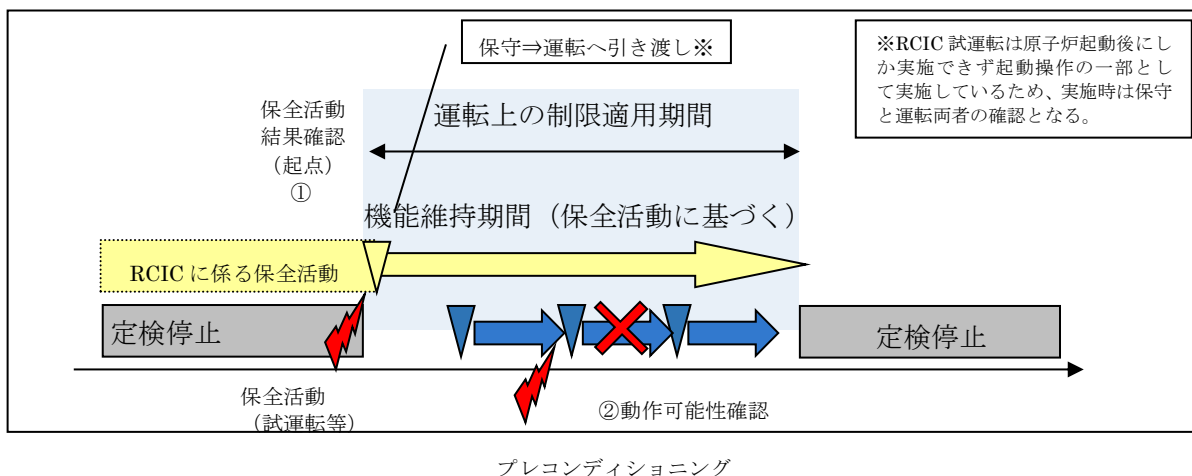 保守⇒運転へ引き渡し※
※RCIC 試運転は原子炉起動後にし
か実施できず起動操作の一部とし
て実施しているため、実施時は保守
と運転両者の確認となる。
保全活動
結果確認
（起点）
①
運転上の制限適用期間
機能維持期間（保全活動に基づく）
RCIC に係る保全活動
定検停止
定検停止
保全活動
（試運転等）
②動作可能性確認
プレコンディショニング